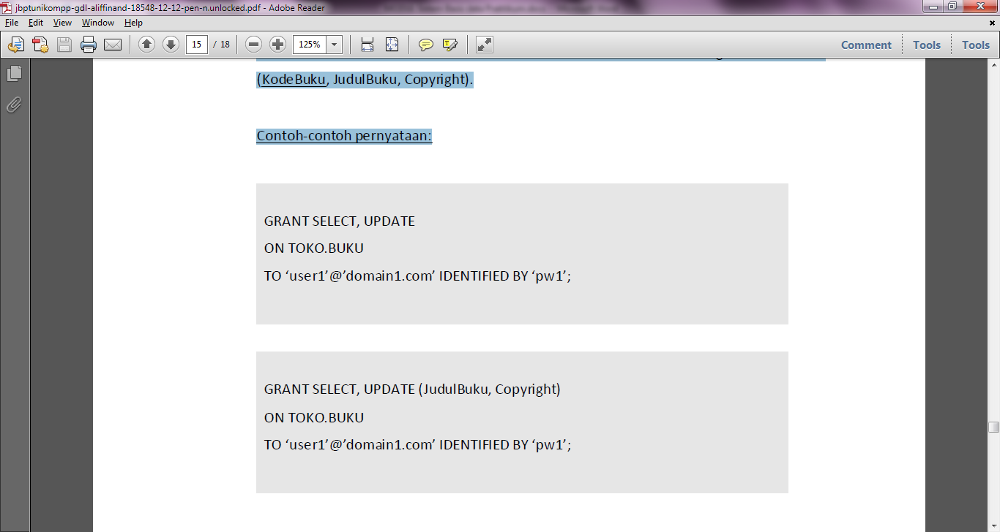 jbptunikompp-gdl-aliffinand-18548-12-12-pen-n.unlocked.pdf - Adobe Reader
File Edit View Window Help
15 / 18 125% Comment Tools Tools
(KodeBuku, JudulBuku, Copyright).
Contoh-contoh pernyataan:
GRANT SELECT, UPDATE
ON TOKO.BUKU
TO ‘user1’@’domain1.com’ IDENTIFIED BY ‘pw1’;
GRANT SELECT, UPDATE (JudulBuku, Copyright)
ON TOKO.BUKU
TO ‘user1’@’domain1.com’ IDENTIFIED BY ‘pw1’;